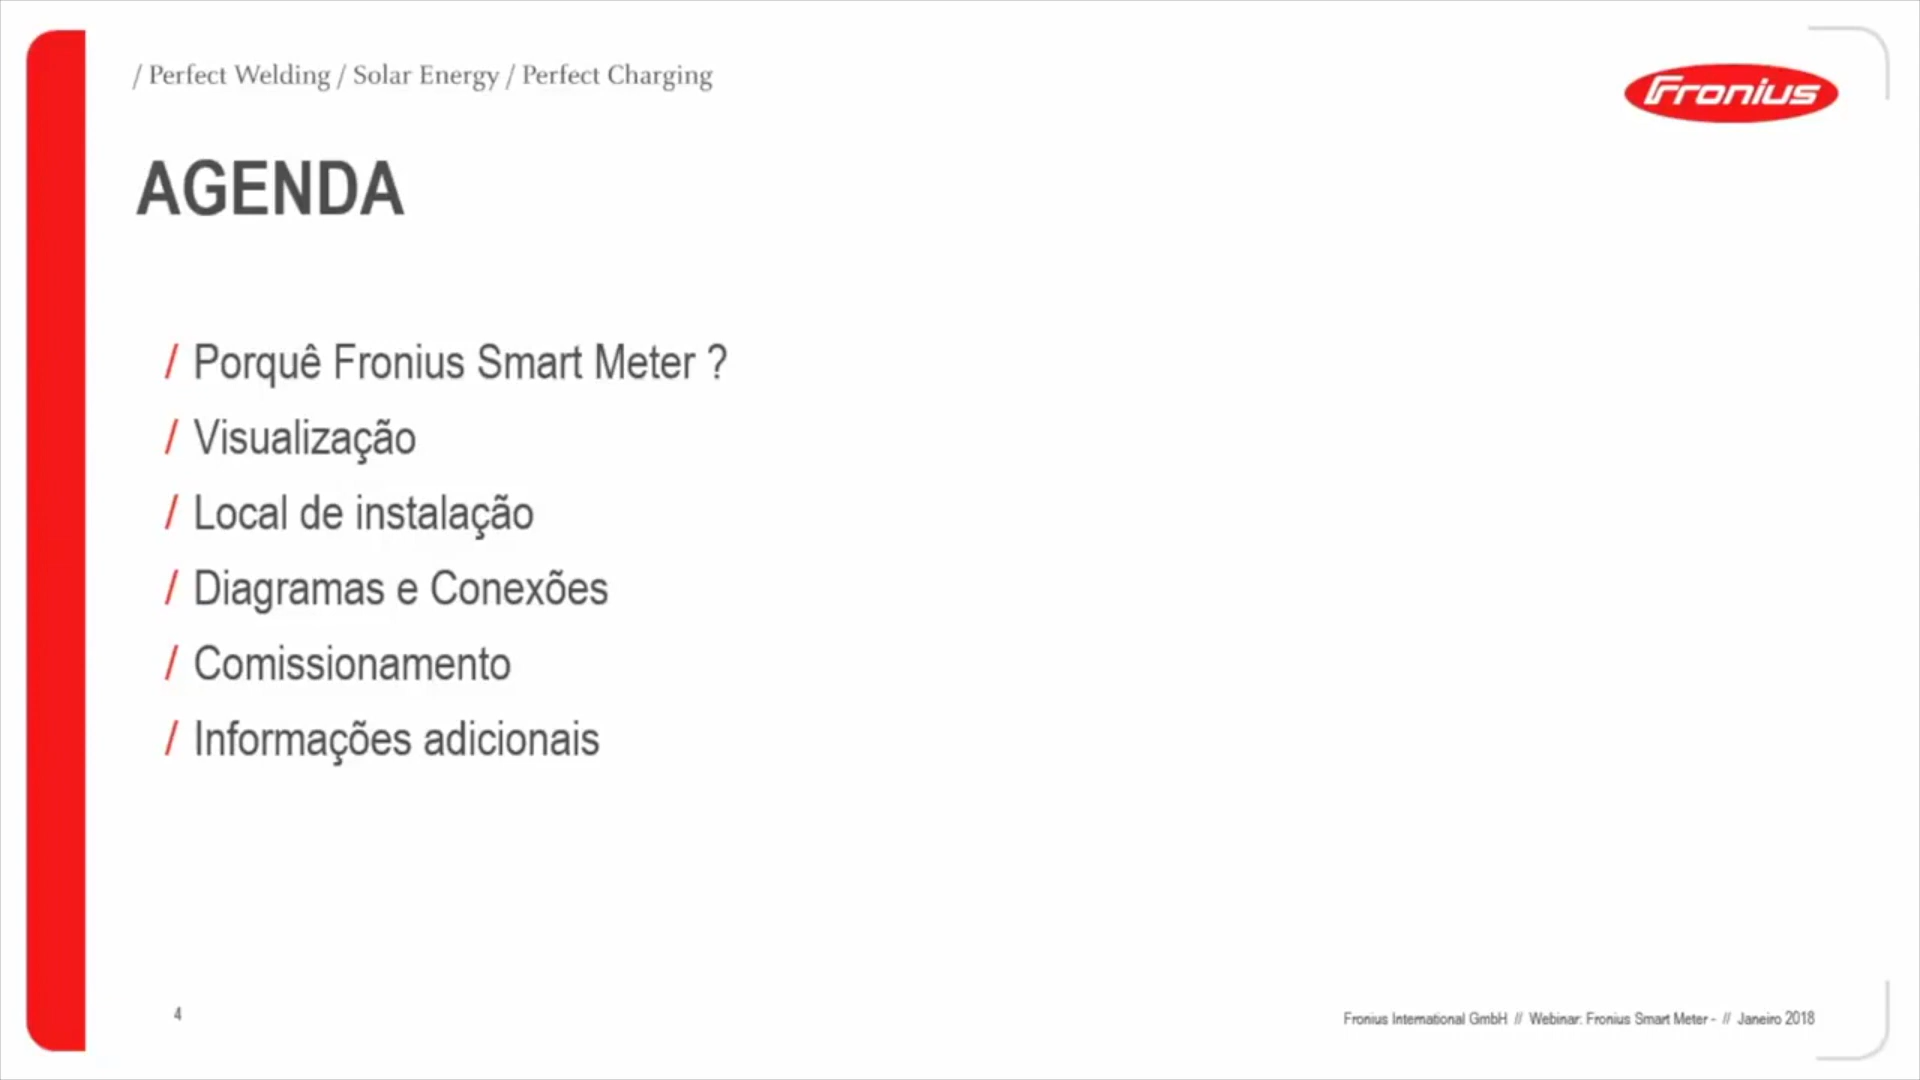 / Perfect Welding / Solar Energy / Perfect Charging
Fronius
AGENDA
/ Porquê Fronius Smart Meter ?
/ Visualização
/ Local de instalação
/ Diagramas e Conexões
/ Comissionamento
/ Informações adicionais
4
Fronius International GmbH // Webinar: Fronius Smart Meter - // Janeiro 2018